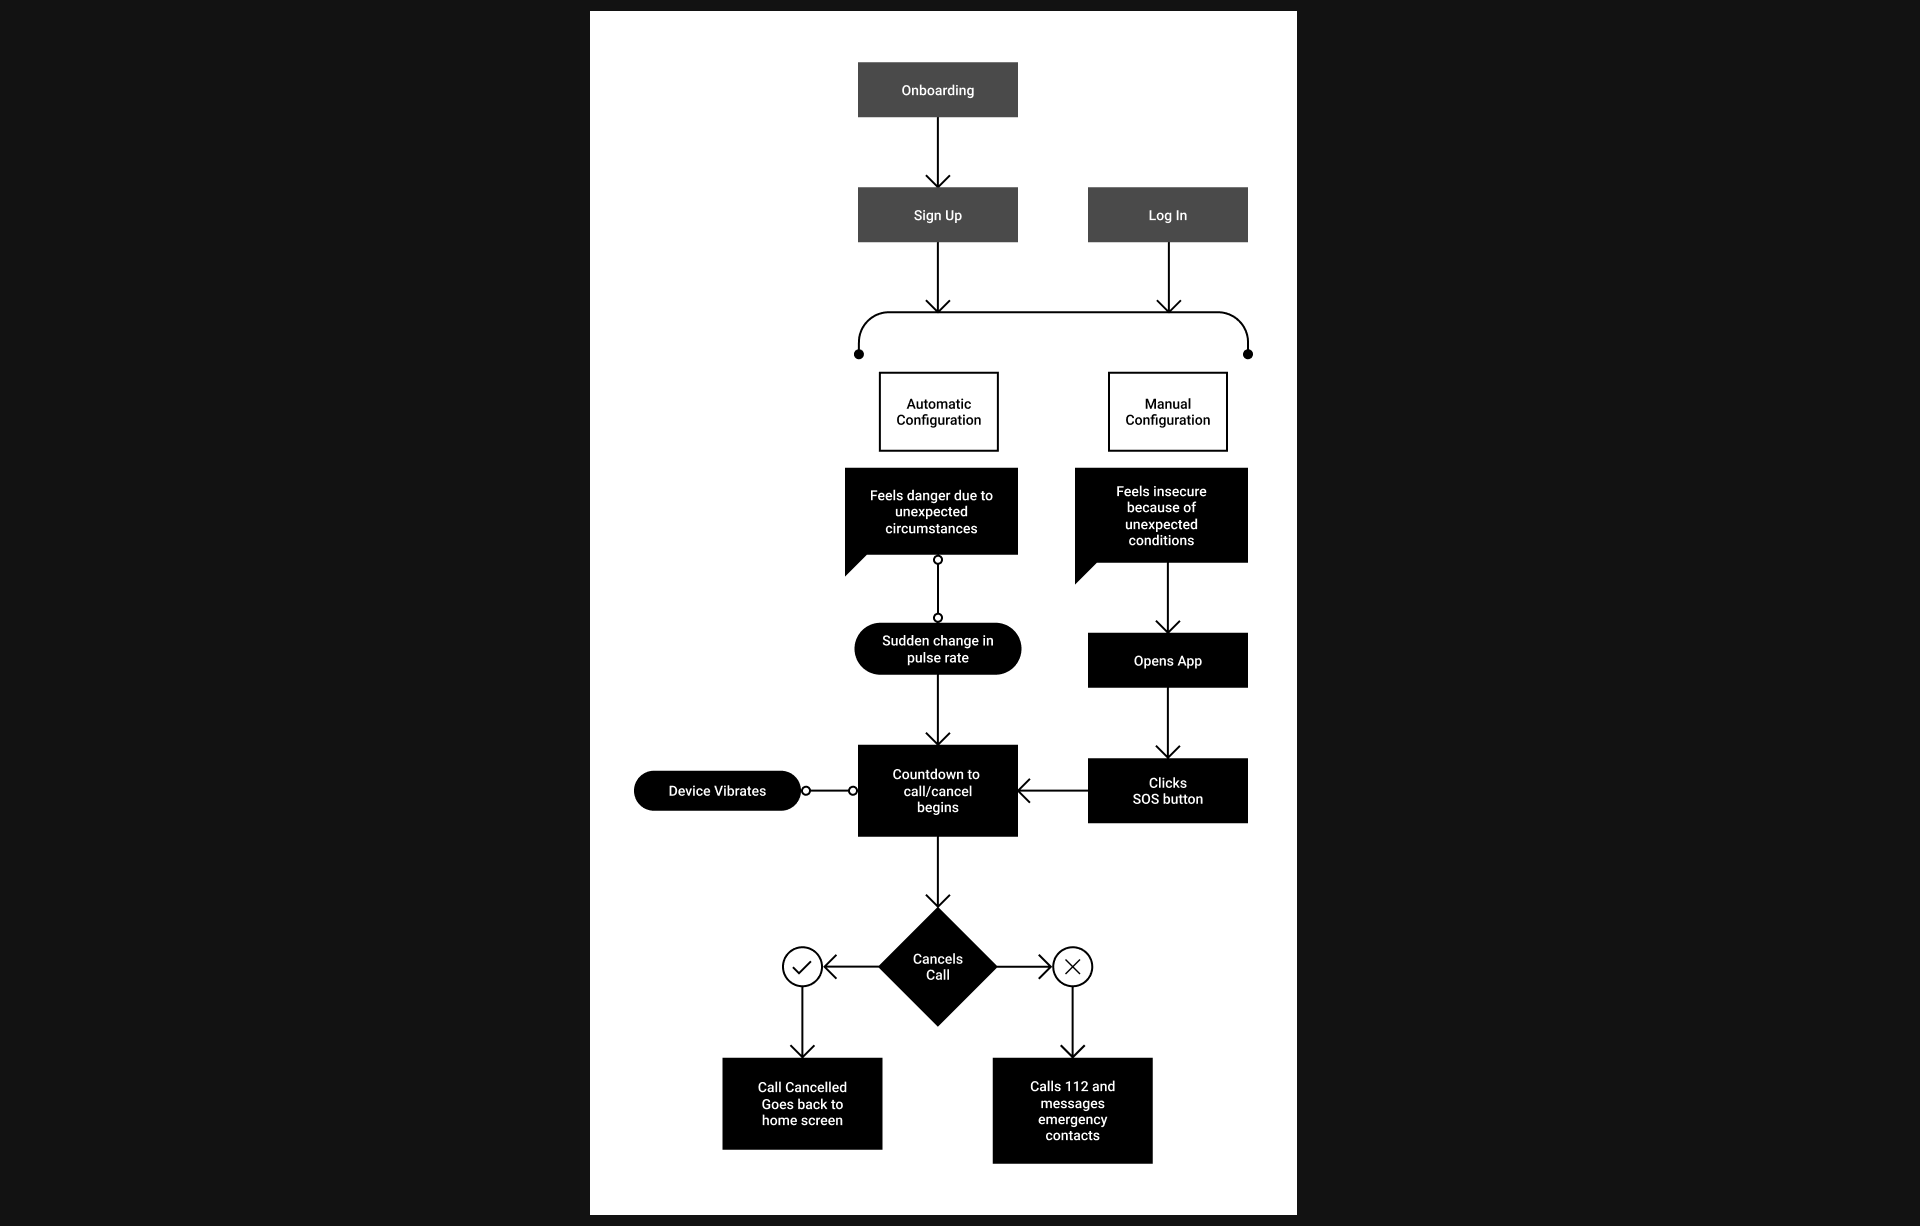 Onboarding
Sign Up
Log In
Automatic
Configuration
Manual
Configuration
Feels danger due to
unexpected
circumstances
Feels insecure
because of
unexpected
conditions
Sudden change in
pulse rate
Opens App
Device Vibrates
Countdown to
call/cancel
begins
Clicks
SOS button
Cancels
Call
Call Cancelled
Goes back to
home screen
Calls 112 and
messages
emergency
contacts